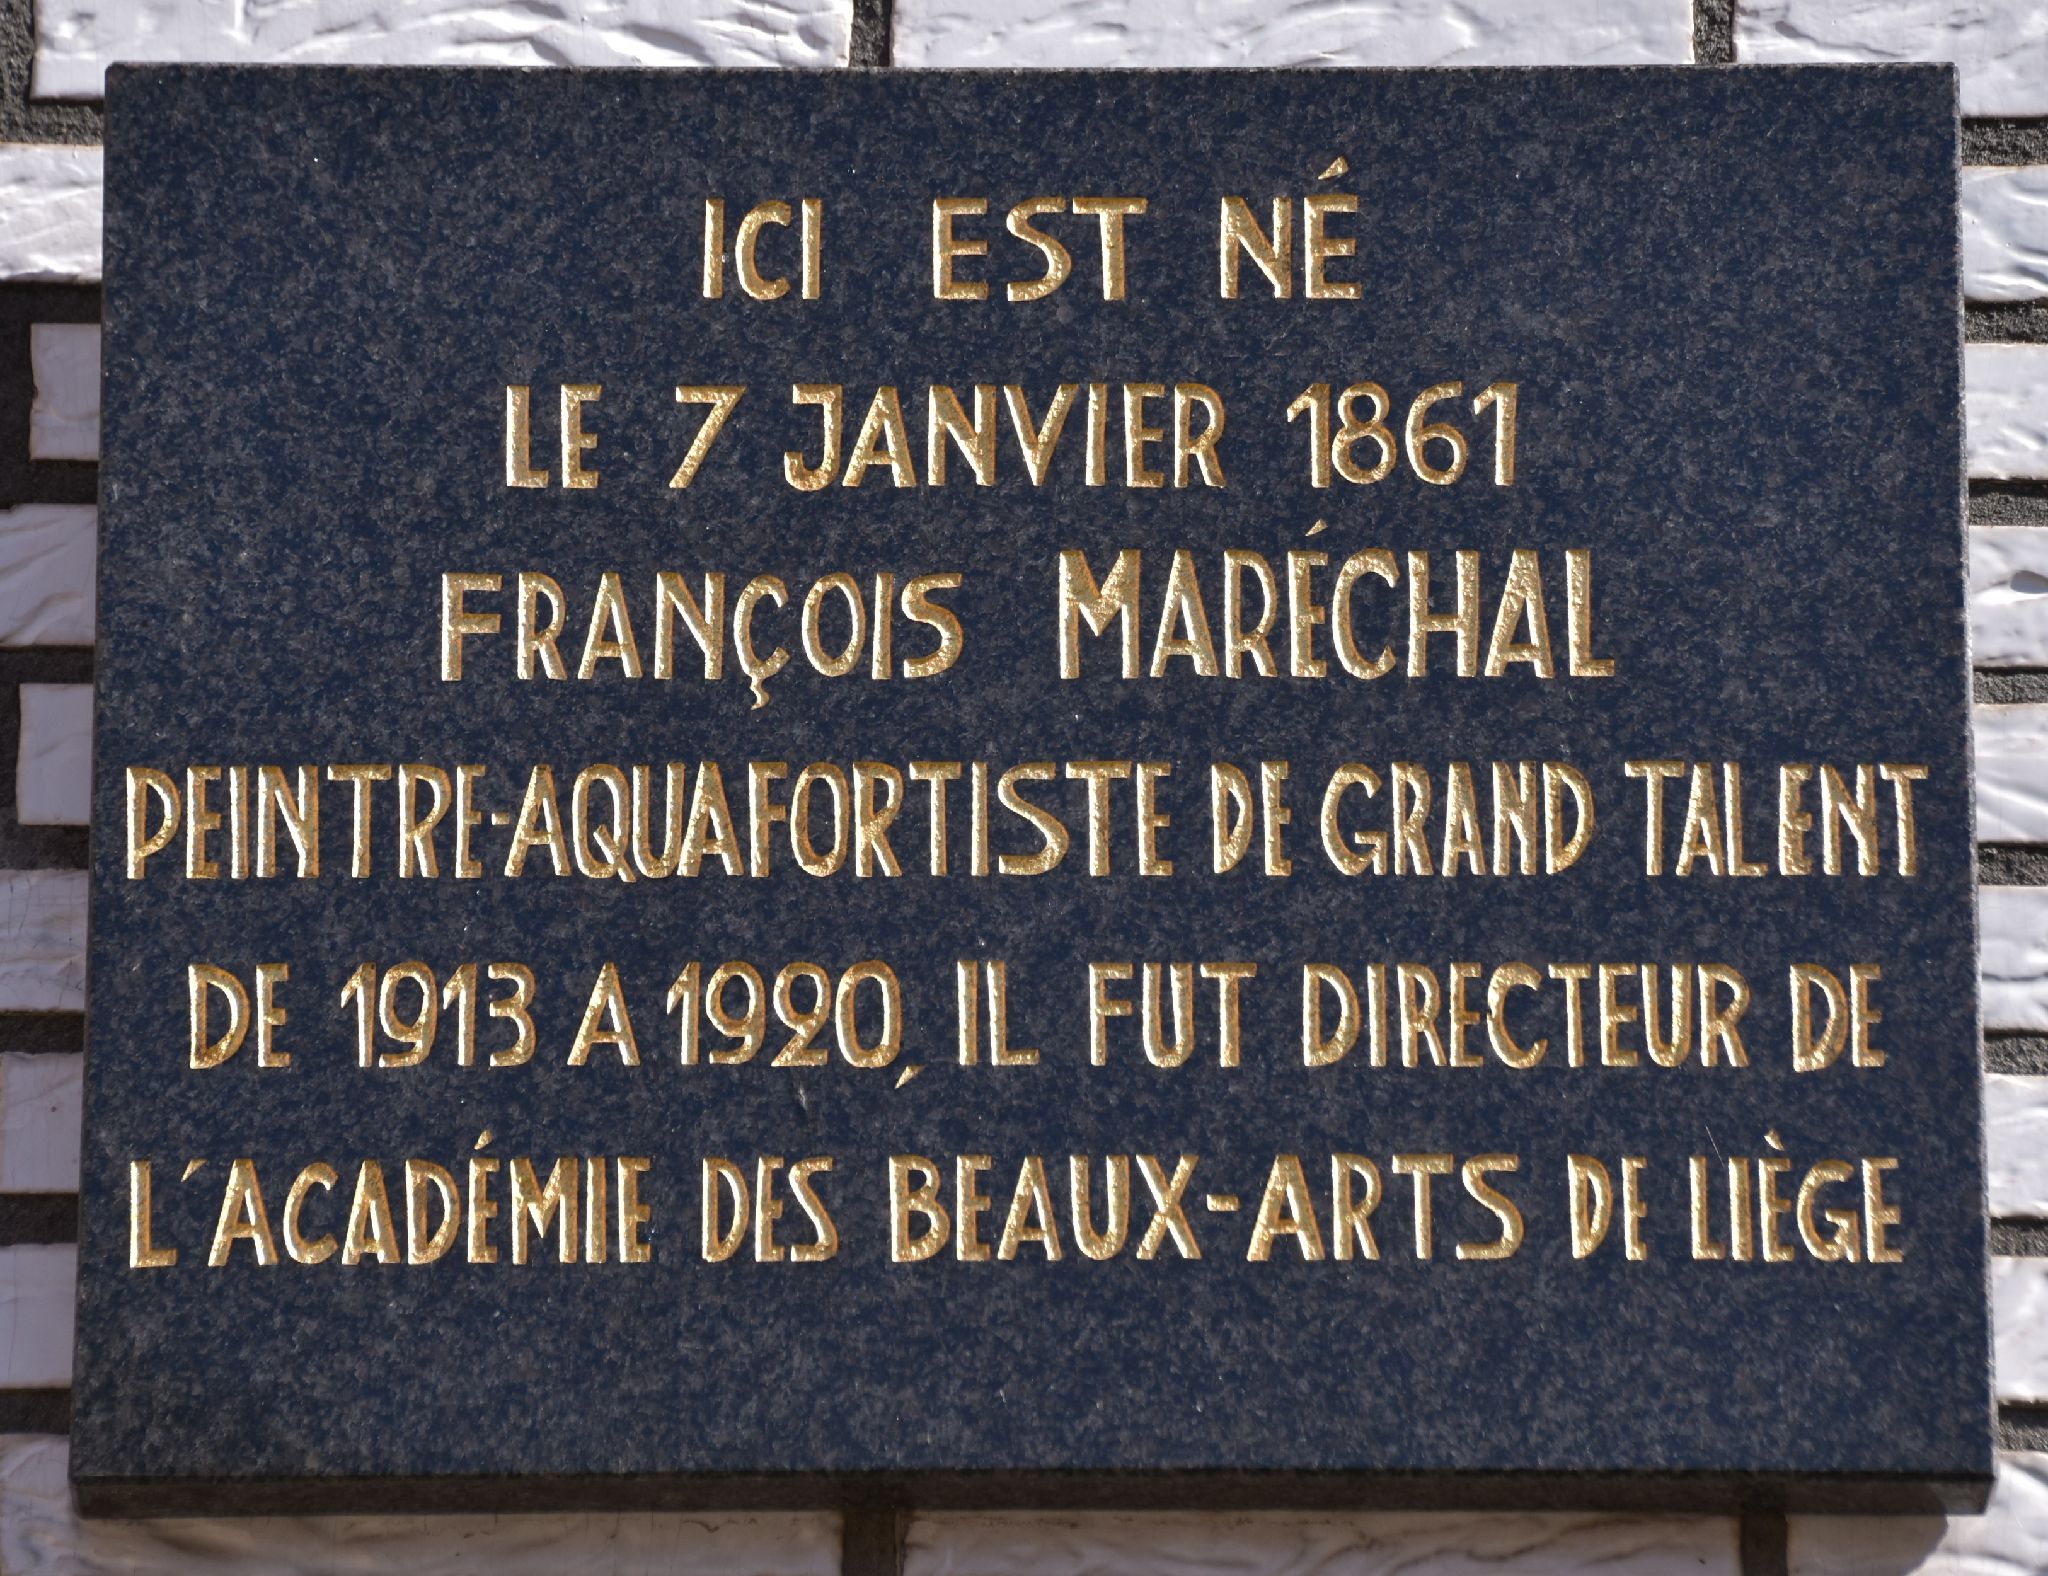 ICI EST NÉ
LE 7 JANVIER 1861
FRANÇOIS MARÉCHAL
PEINTRE-AQUAFORTISTE DE GRAND TALENT
DE 1913 A 1920, IL FUT DIRECTEUR DE
L'ACADÉMIE DES BEAUX-ARTS DE LIÈGE